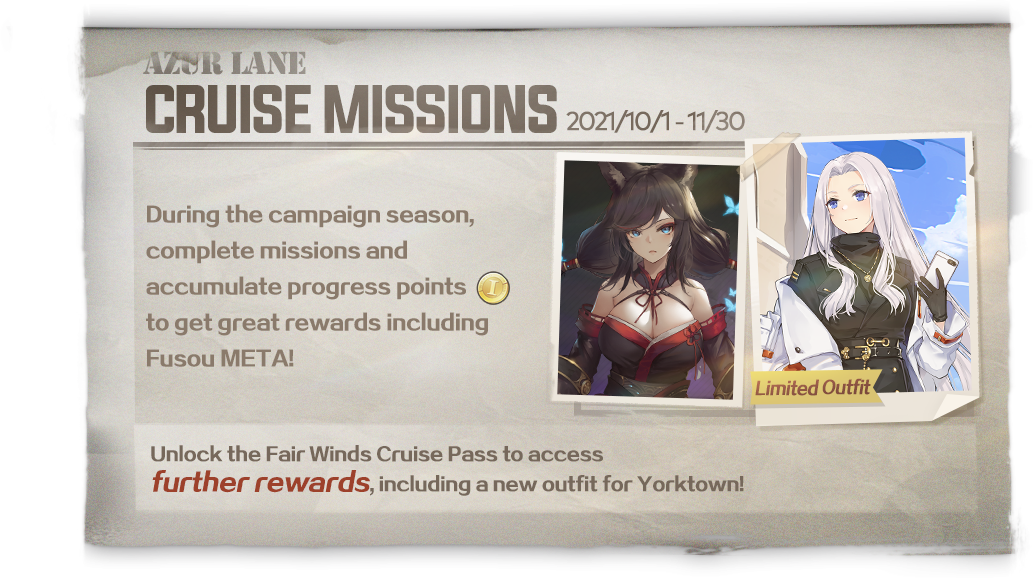 AZUR LANE
CRUISE MISSIONS 2021/10/1 - 11/30
During the campaign season,
complete missions and
accumulate progress points
to get great rewards including
Fusou META!
Limited Outfit
Unlock the Fair Winds Cruise Pass to access
further rewards, including a new outfit for Yorktown!